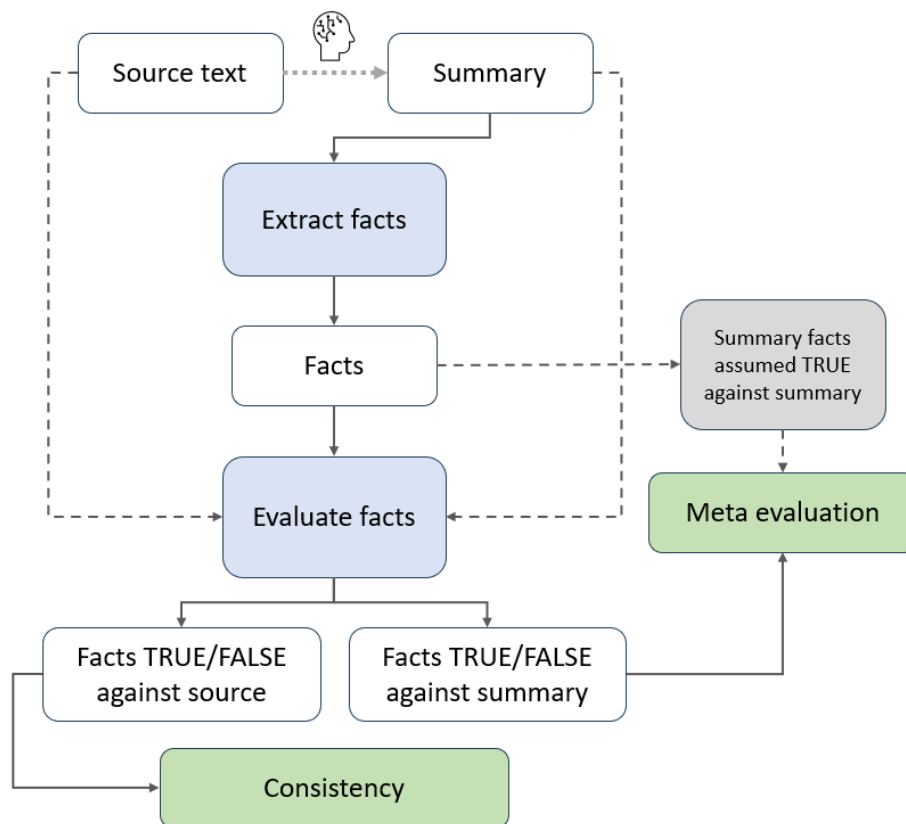 Source text
Summary
Extract facts
Facts
Summary facts
assumed TRUE
against summary
Evaluate facts
Meta evaluation
Facts TRUE/FALSE
against source
Facts TRUE/FALSE
against summary
Consistency